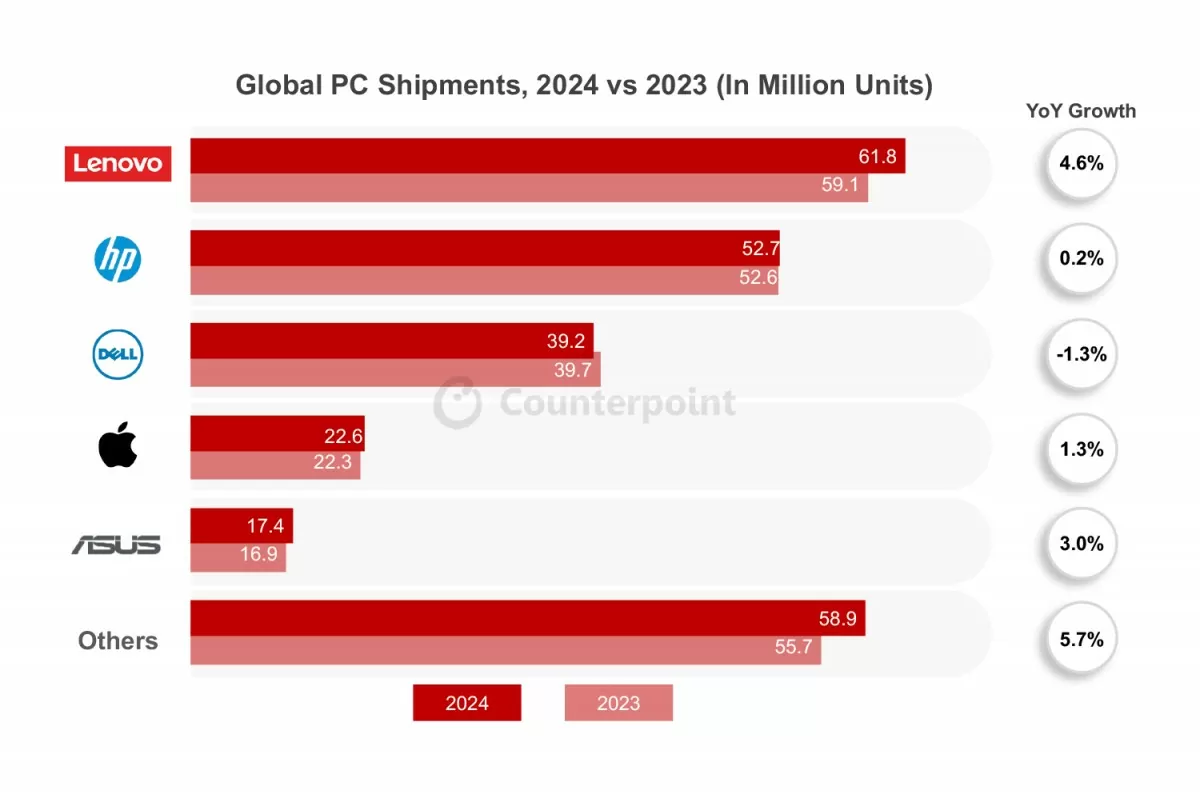 Global PC Shipments, 2024 vs 2023 (In Million Units)
YoY Growth
Lenovo
61.8
59.1
4.6%
hp
52.7
52.6
0.2%
DELL
39.2
39.7
-1.3%
Counterpoint
22.6
22.3
1.3%
ASUS
17.4
16.9
3.0%
Others
58.9
55.7
5.7%
2024
2023